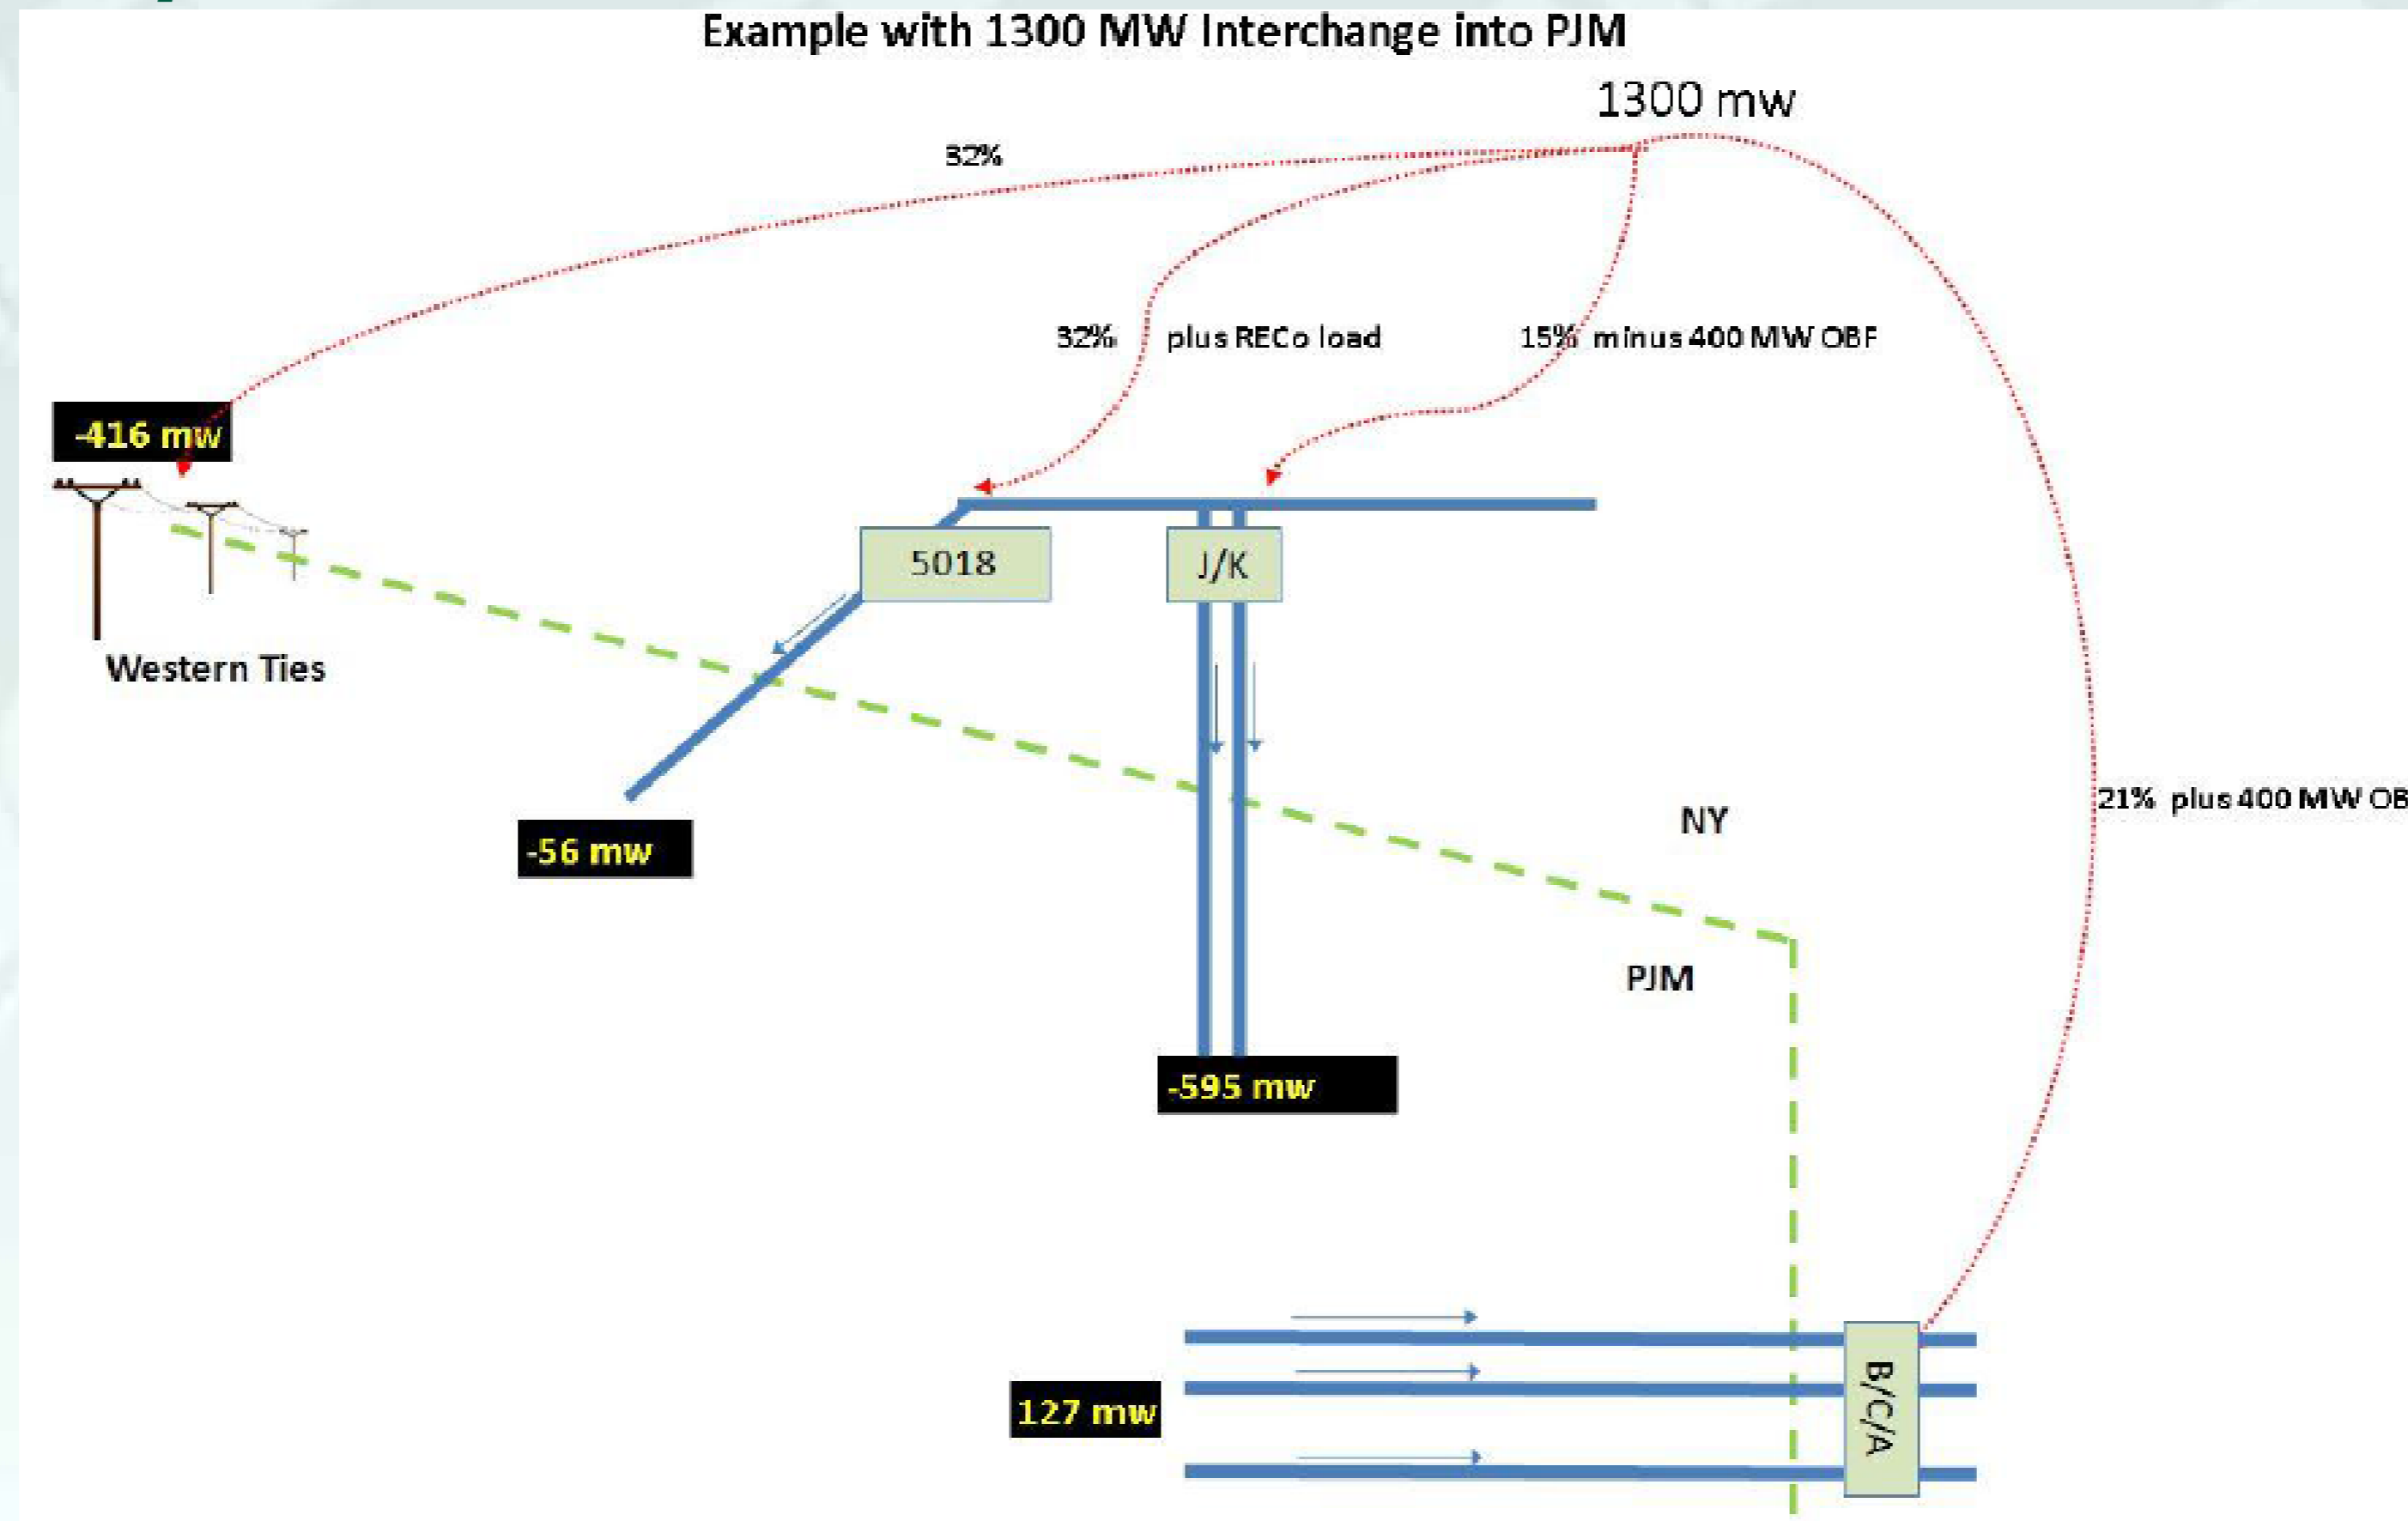 Example with 1300 MW Interchange into PJM
1300 mw
32%
32% plus RECo load
15% minus 400 MW OBF
-416 mw
5018
J/K
Western Ties
21% plus 400 MW OB
NY
-56 mw
PJM
-595 mw
B/C/A
127 mw